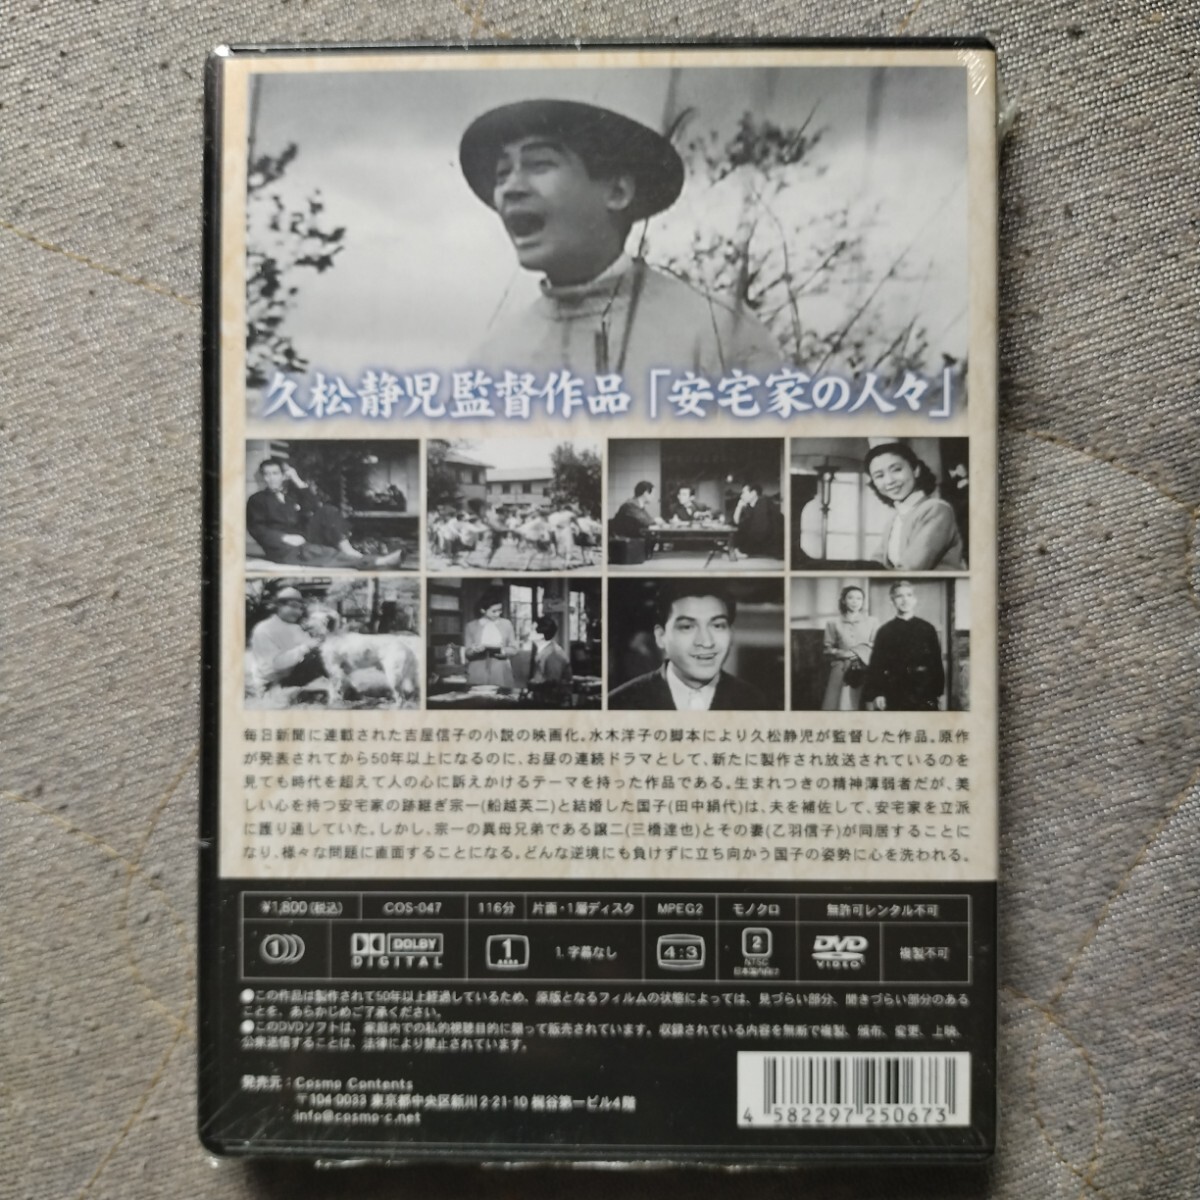 久松静児監督作品「安宅家の人々」
毎日新聞に連載された吉屋信子の小説の映画化。水木洋子の脚本により久松静児が監督した作品。原作
が発表されてから50年以上になるのに、お昼の連続ドラマとして、新たに製作され放送されているのを
見ても時代を超えて人の心に訴えかけるテーマを持った作品である。生まれつきの精神薄弱者だが、美
しい心を持つ安宅家の跡継ぎ宗一(船越英二)と結婚した国子(田中絹代)は、夫を補佐して、安宅家を立派
に護り通していた。しかし、宗一の異母兄弟である譲二(三橋達也)とその妻(乙羽信子)が同居することに
なり、様々な問題に直面することになる。どんな逆境にも負けずに立ち向かう国子の姿勢に心を洗われる。
¥1,800(税込) COS-047 116分 片面・1層ディスク MPEG2 モノクロ 無許可レンタル不可
DOLBY
DIGITAL
1
1. 字幕なし
4:3
2
NTSC
日本国内向け
DVD
VIDEO
複製不可
●この作品は製作されて50年以上経過しているため、原版となるフィルムの状態によっては、見づらい部分、聞きづらい部分のある
ことを、あらかじめご了承ください。
●このDVDソフトは、家庭内での私的視聴目的に限って販売されています。収録されている内容を無断で複製、頒布、変更、上映、
公衆送信することは、法律により禁止されています。
発売元：Cosmo Contents
〒104-0033 東京都中央区新川2-21-10 梶谷第一ビル4階
info@cosmo-c.net
4 582297 250673